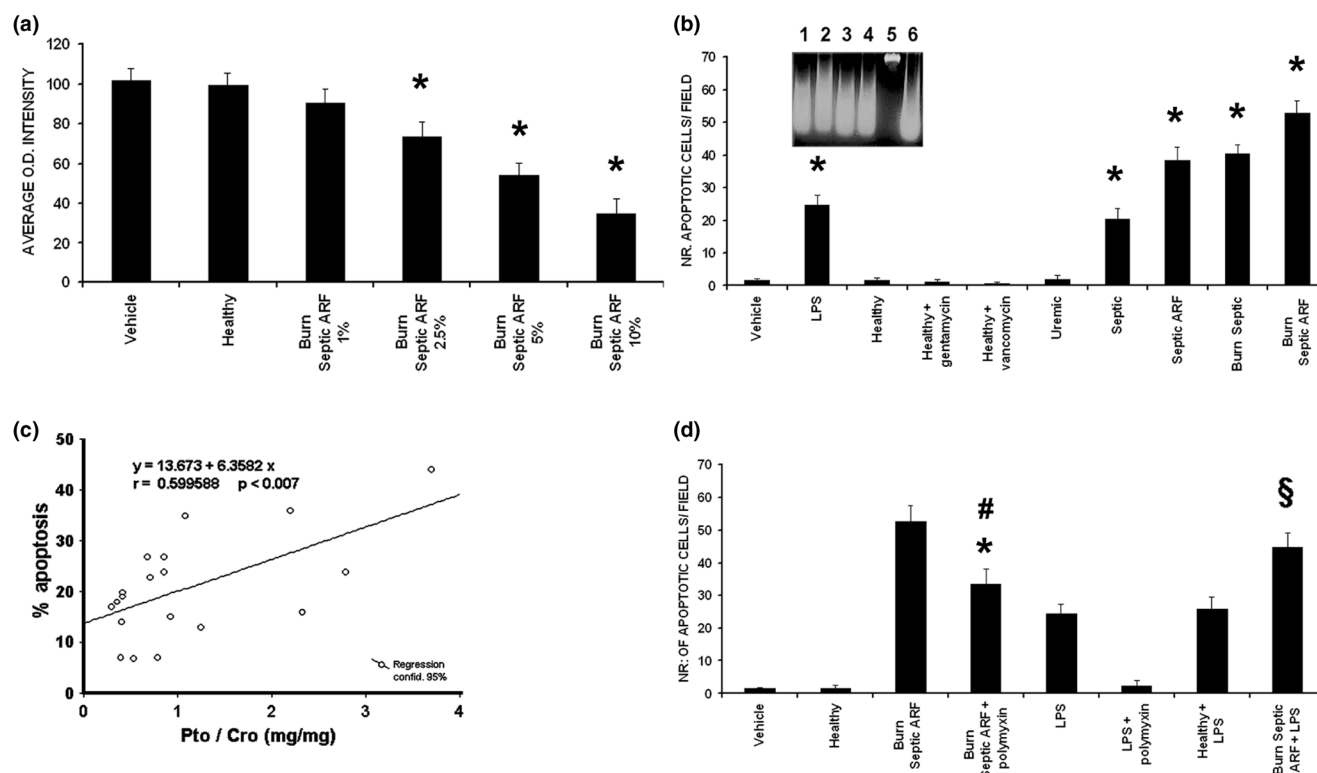 (a)
AVERAGE O.D. INTENSITY
120
100
80
60
40
20
0
*
*
*
Vehicle
Healthy
Burn
Septic ARF
1%
Burn
Septic ARF
2.5%
Burn
Septic ARF
5%
Burn
Septic ARF
10%
(b)
NR. APOPTOTIC CELLS/ FIELD
70
60
50
40
30
20
10
0
1 2 3 4 5 6
*
*
*
*
*
Vehicle
LPS
Healthy
Healthy +
gentamycin
Healthy +
vancomycin
Uremic
Septic
Septic ARF
Burn Septic
Burn
Septic ARF
(c)
% apoptosis
50
40
30
20
10
0
y = 13.673 + 6.3582 x
r = 0.599588 p < 0.007
Regression
confid. 95%
0 1 2 3 4
Pto / Cro (mg/mg)
(d)
NR: OF APOPTOTIC CELLS/ FIELD
70
60
50
40
30
20
10
0
#
*
§
Vehicle
Healthy
Burn
Septic ARF
Burn
Septic ARF +
polymyxin
LPS
LPS +
polymyxin
Healthy +
LPS
Burn Septic
ARF + LPS